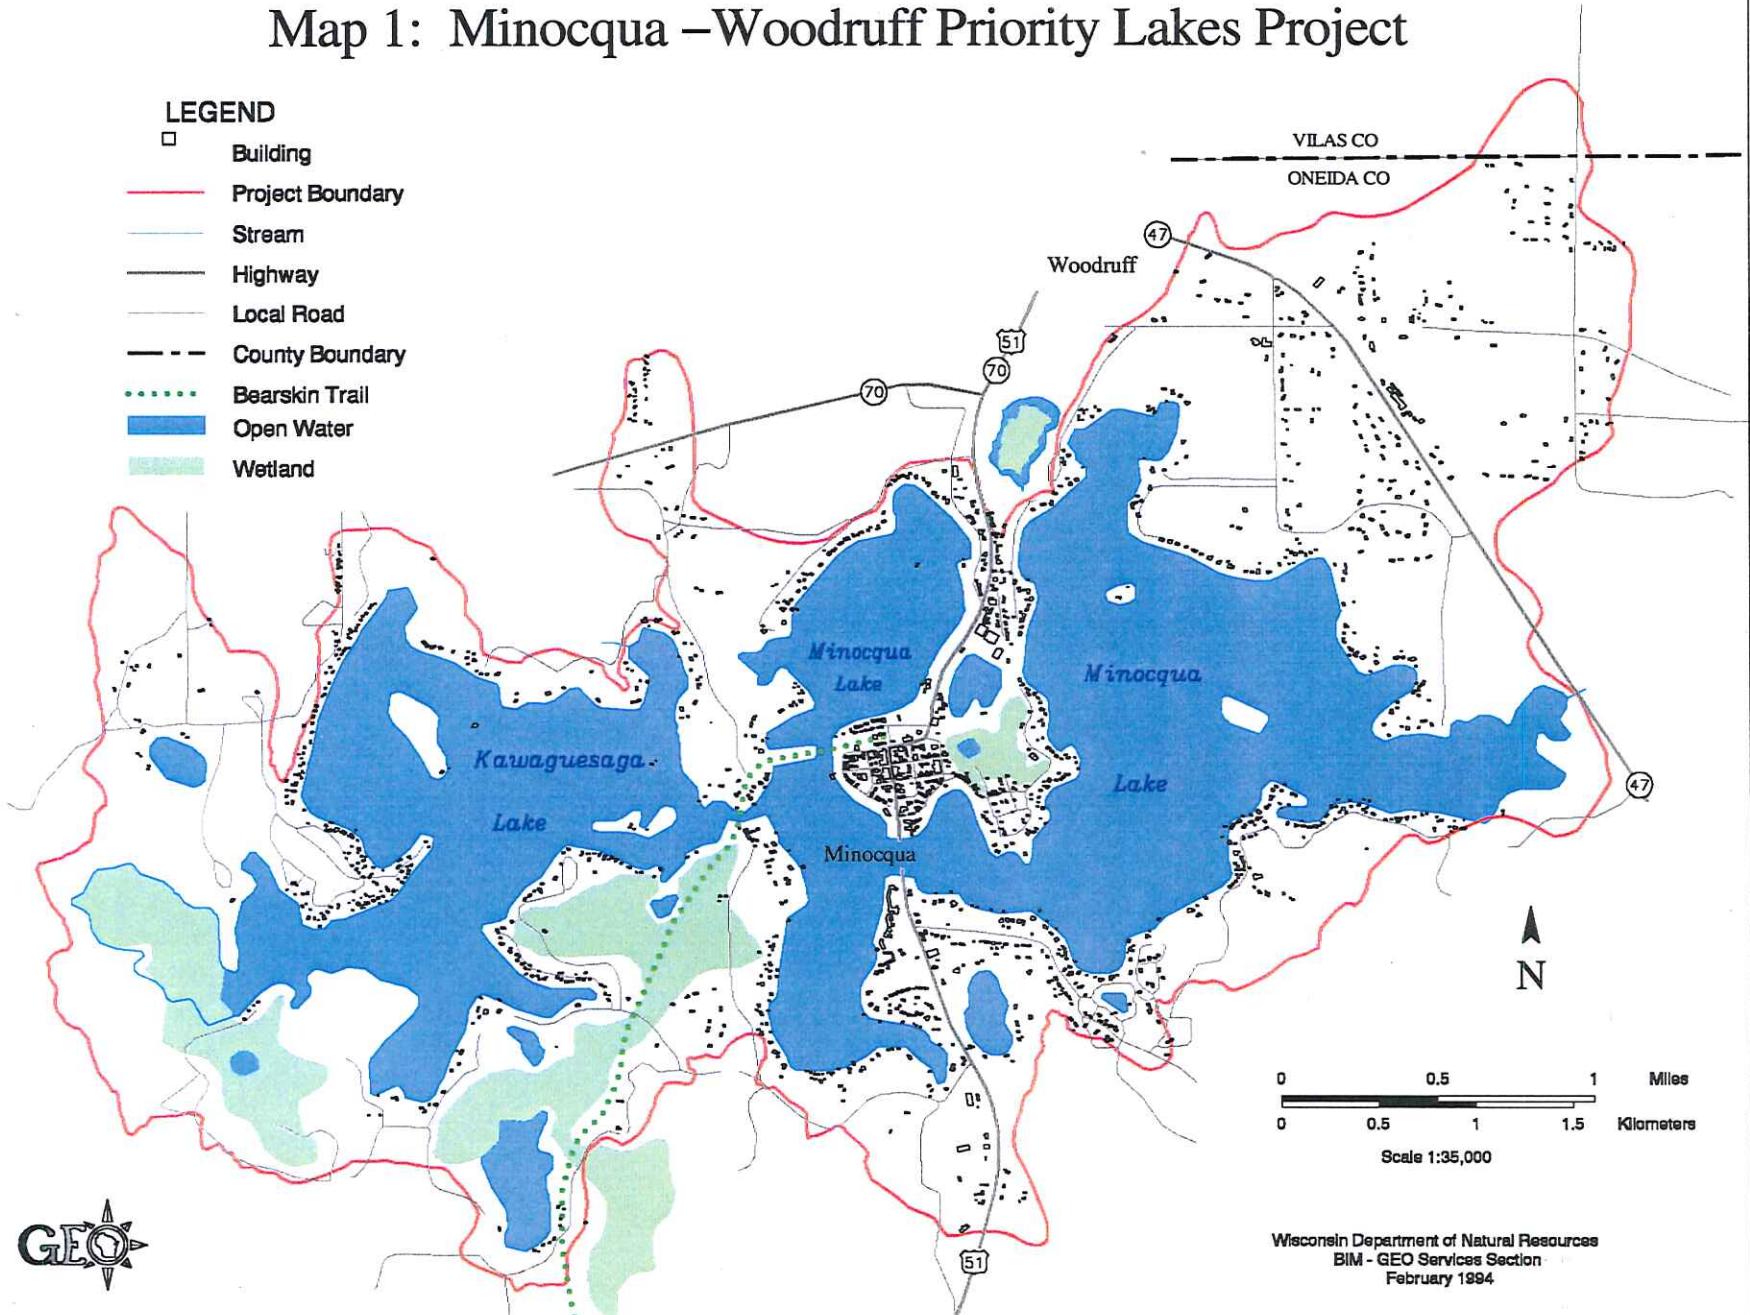 Map 1: Minocqua – Woodruff Priority Lakes Project
LEGEND
Building
Project Boundary
Stream
Highway
Local Road
County Boundary
Bearskin Trail
Open Water
Wetland
VILAS CO
ONEIDA CO
47
Woodruff
51
70
70
Minocqua
Lake
Minocqua
Lake
Kawaguesaga
Lake
47
Minocqua
N
0 0.5 1 Miles
0 0.5 1 1.5 Kilometers
Scale 1:35,000
GEO
51
Wisconsin Department of Natural Resources
BIM - GEO Services Section
February 1994